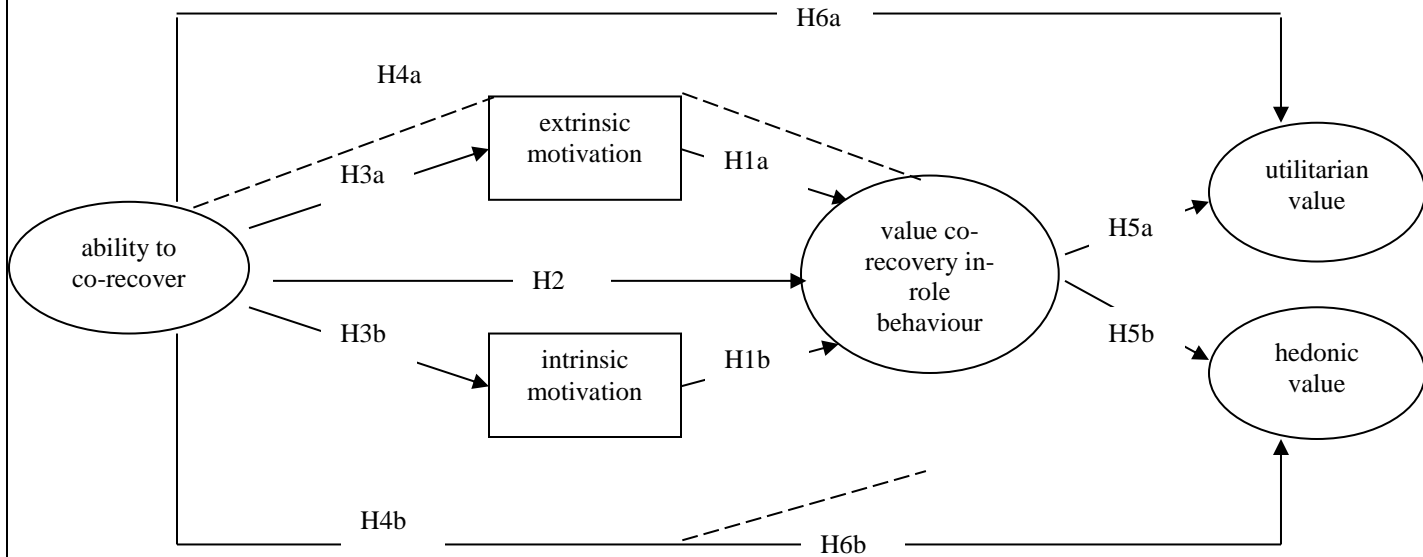 H6a
H4a
extrinsic
motivation
H3a
H1a
utilitarian
value
ability to
co-recover
value co-
recovery in-
role
behaviour
H5a
H2
H3b
intrinsic
motivation
H1b
H5b
hedonic
value
H4b
H6b